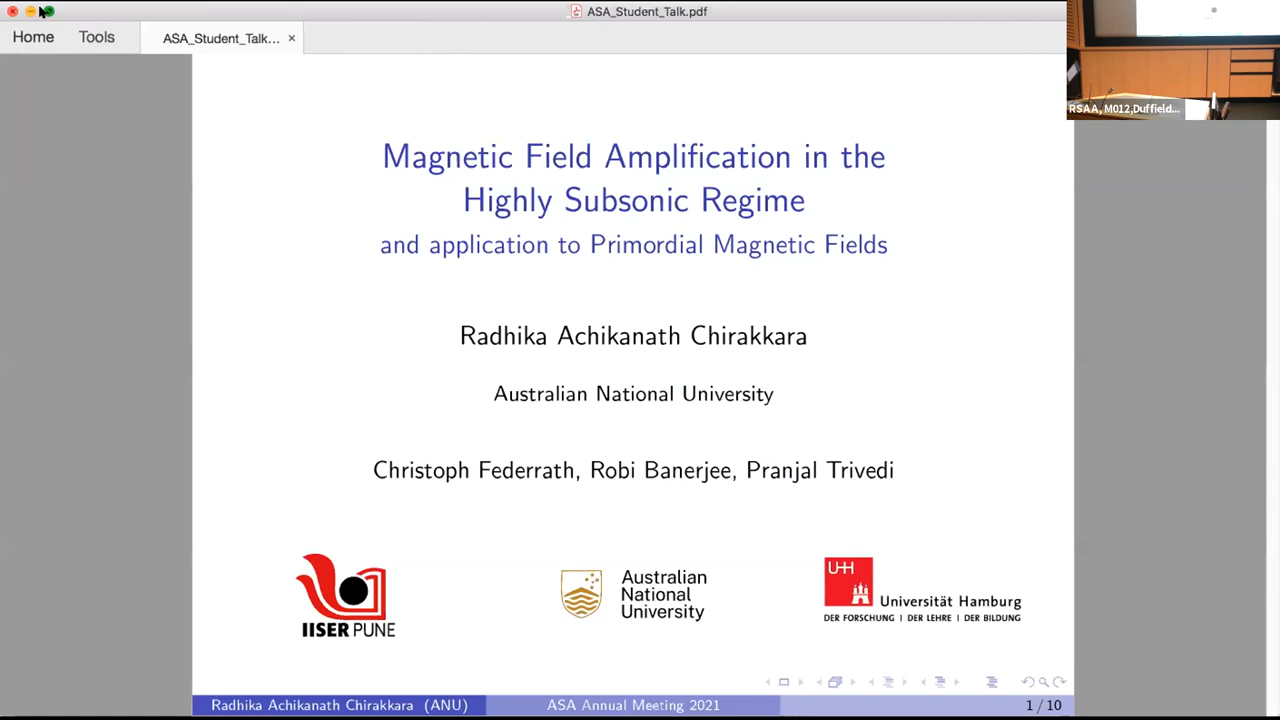 ASA_Student_Talk.pdf
Home
Tools
ASA_Student_Talk...
×
RSAA, M012,Duffield...
Magnetic Field Amplification in the
Highly Subsonic Regime
and application to Primordial Magnetic Fields
Radhika Achikanath Chirakkara
Australian National University
Christoph Federrath, Robi Banerjee, Pranjal Trivedi
IISER PUNE
Australian
National
University
UH
Universität Hamburg
DER FORSCHUNG | DER LEHRE | DER BILDUNG
Radhika Achikanath Chirakkara (ANU)
ASA Annual Meeting 2021
1 / 10